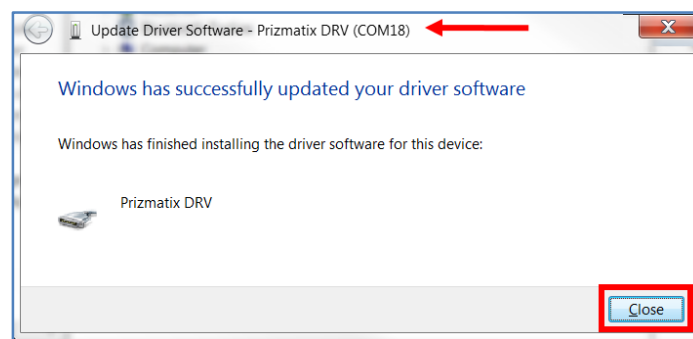 Update Driver Software - Prizmatix DRV (COM18)
Windows has successfully updated your driver software
Windows has finished installing the driver software for this device:
Prizmatix DRV
Close